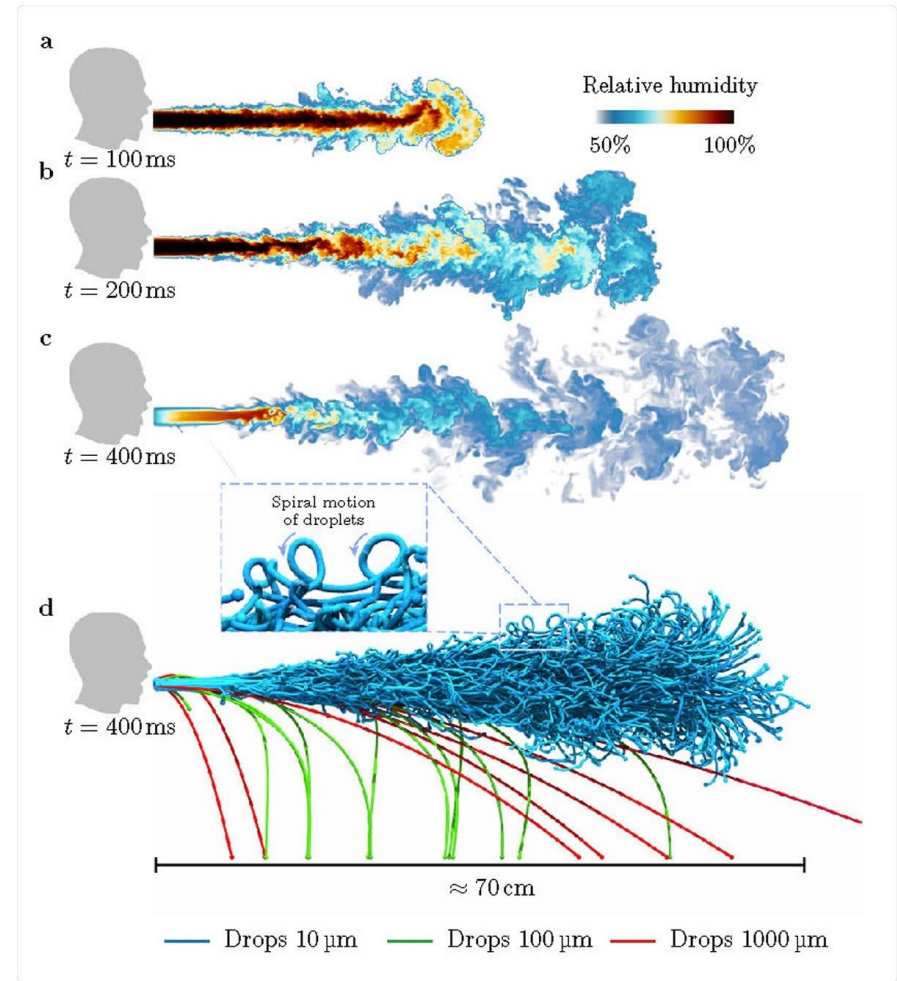 a
Relative humidity
50% 100%
t = 100 ms
b
t = 200 ms
c
t = 400 ms
Spiral motion
of droplets
d
t = 400 ms
≈ 70 cm
Drops 10 µm Drops 100 µm Drops 1000 µm